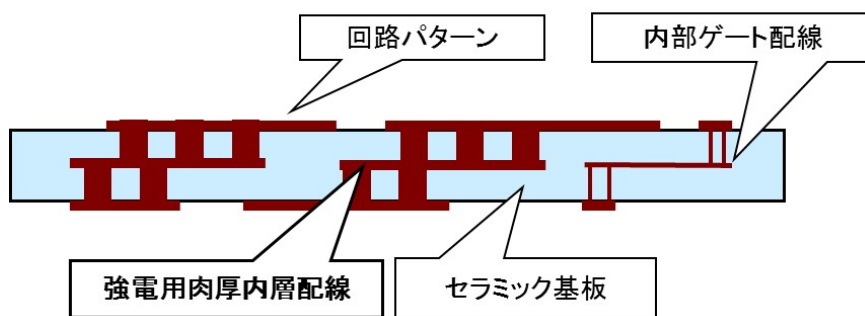 回路パターン
内部ゲート配線
強電用肉厚内層配線
セラミック基板